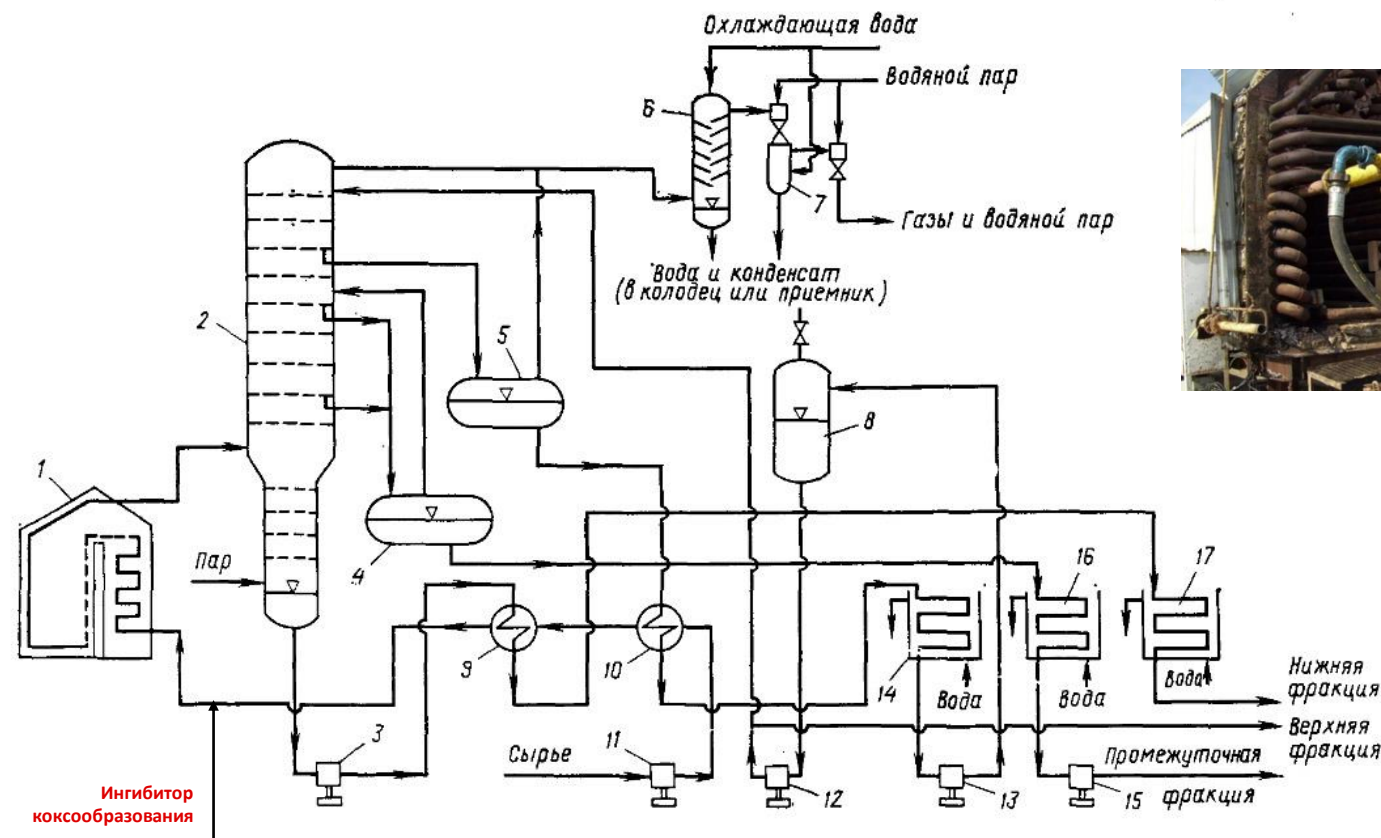 Охлаждающая вода
Водяной пар
6
7
Газы и водяной пар
Вода и конденсат
(в колодец или приемник)
2
5
8
1
Пар
4
16
17
9
10
14
Вода
Вода
Вода
Нижняя
фракция
Верхняя
фракция
3
Сырье
11
12
13
15
Промежуточная
фракция
Ингибитор
коксообразования